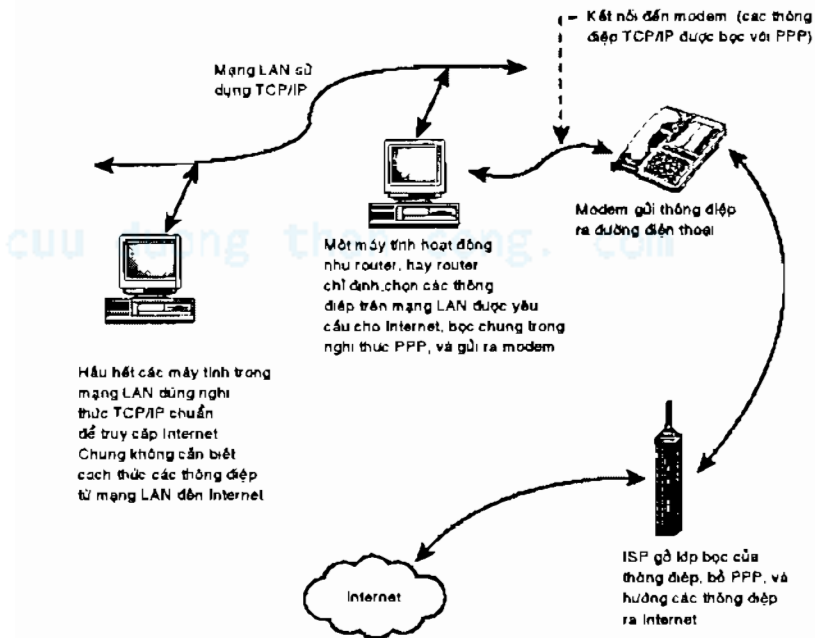 Kết nối đến modem (các thông
điệp TCP/IP được bọc với PPP)
Mạng LAN sử
dụng TCP/IP
Modem gửi thông điệp
ra đường điện thoại
Một máy tính hoạt động
như router, hay router
chỉ định,chọn các thông
điệp trên mạng LAN được yêu
cầu cho Internet, bọc chung trong
nghi thức PPP, và gửi ra modem
Hầu hết các máy tính trong
mạng LAN dùng nghi
thức TCP/IP chuẩn
để truy cập Internet
Chung không cần biết
cách thức các thông điệp
từ mạng LAN đến Internet
ISP gỡ lớp bọc của
thông điệp, bỏ PPP, và
hướng các thông điệp
ra Internet
Internet
cuu duong than cong. com